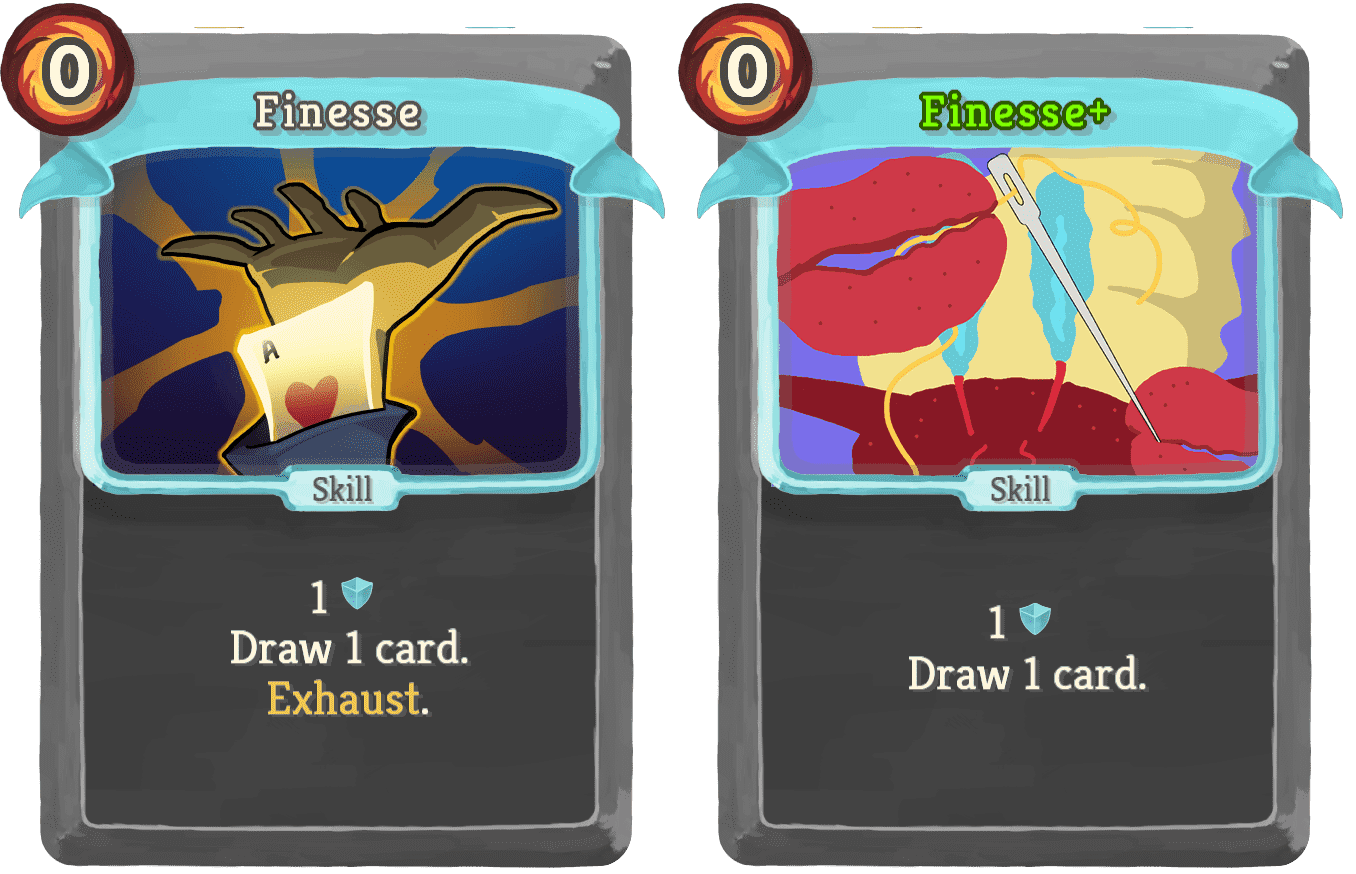 0
Finesse
A
Skill
1
Draw 1 card.
Exhaust.
0
Finesse+
Skill
1
Draw 1 card.